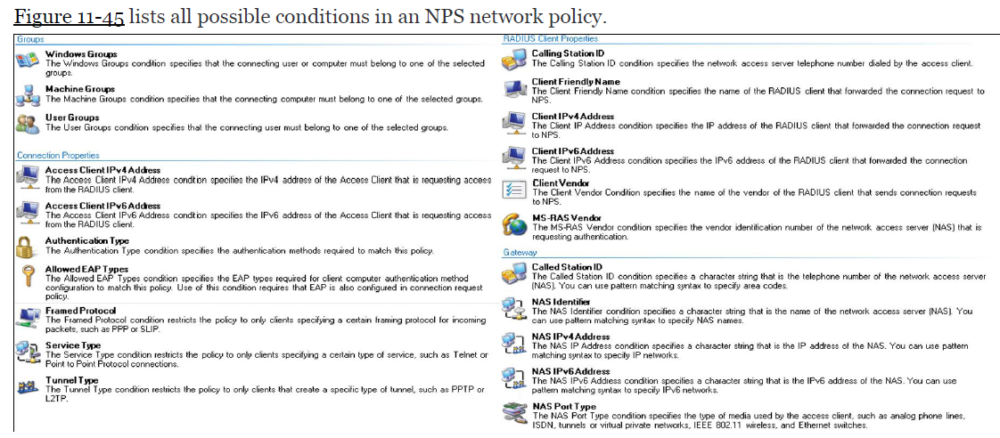 Figure 11-45 lists all possible conditions in an NPS network policy.
Groups
Windows Groups
The Windows Groups condition specifies that the connecting user or computer must belong to one of the selected
groups.
Machine Groups
The Machine Groups condition specifies that the connecting computer must belong to one of the selected groups.
User Groups
The User Groups condition specifies that the connecting user must belong to one of the selected groups.
Connection Properties
Access Client IPv4 Address
The Access Client IPv4 Address condition specifies the IPv4 address of the Access Client that is requesting access
from the RADIUS client.
Access Client IPv6 Address
The Access Client IPv6 Address condition specifies the IPv6 address of the Access Client that is requesting access
from the RADIUS client.
Authentication Type
The Authentication Type condition specifies the authentication methods required to match this policy.
Allowed EAP Types
The Allowed EAP Types condition specifies the EAP types required for client computer authentication method
configuration to match this policy. Use of this condition requires that EAP is also configured in connection request
policy.
Framed Protocol
The Framed Protocol condition restricts the policy to only clients specifying a certain framing protocol for incoming
packets, such as PPP or SLIP.
Service Type
The Service Type condition restricts the policy to only clients specifying a certain type of service, such as Telnet or
Point to Point Protocol connections.
Tunnel Type
The Tunnel Type condition restricts the policy to only clients that create a specific type of tunnel, such as PPTP or
L2TP.
RADIUS Client Properties
Calling Station ID
The Calling Station ID condition specifies the network access server telephone number dialed by the access client.
Client Friendly Name
The Client Friendly Name condition specifies the name of the RADIUS client that forwarded the connection request to
NPS.
Client IPv4 Address
The Client IP Address condition specifies the IP address of the RADIUS client that forwarded the connection request
to NPS.
Client IPv6 Address
The Client IPv6 Address condition specifies the IPv6 address of the RADIUS client that forwarded the connection
request to NPS.
Client Vendor
The Client Vendor Condition specifies the name of the vendor of the RADIUS client that sends connection requests
to NPS.
MS-RAS Vendor
The MS-RAS Vendor condition specifies the vendor identification number of the network access server (NAS) that is
requesting authentication.
Gateway
Called Station ID
The Called Station ID condition specifies a character string that is the telephone number of the network access server
(NAS). You can use pattern matching syntax to specify area codes.
NAS Identifier
The NAS Identifier condition specifies a character string that is the name of the network access server (NAS). You
can use pattern matching syntax to specify NAS names.
NAS IPv4 Address
The NAS IP Address condition specifies a character string that is the IP address of the NAS. You can use pattern
matching syntax to specify IP networks.
NAS IPv6 Address
The NAS IPv6 Address condition specifies a character string that is the IPv6 address of the NAS. You can use
pattern matching syntax to specify IPv6 networks.
NAS Port Type
The NAS Port Type condition specifies the type of media used by the access client, such as analog phone lines,
ISDN, tunnels or virtual private networks, IEEE 802.11 wireless, and Ethernet switches.